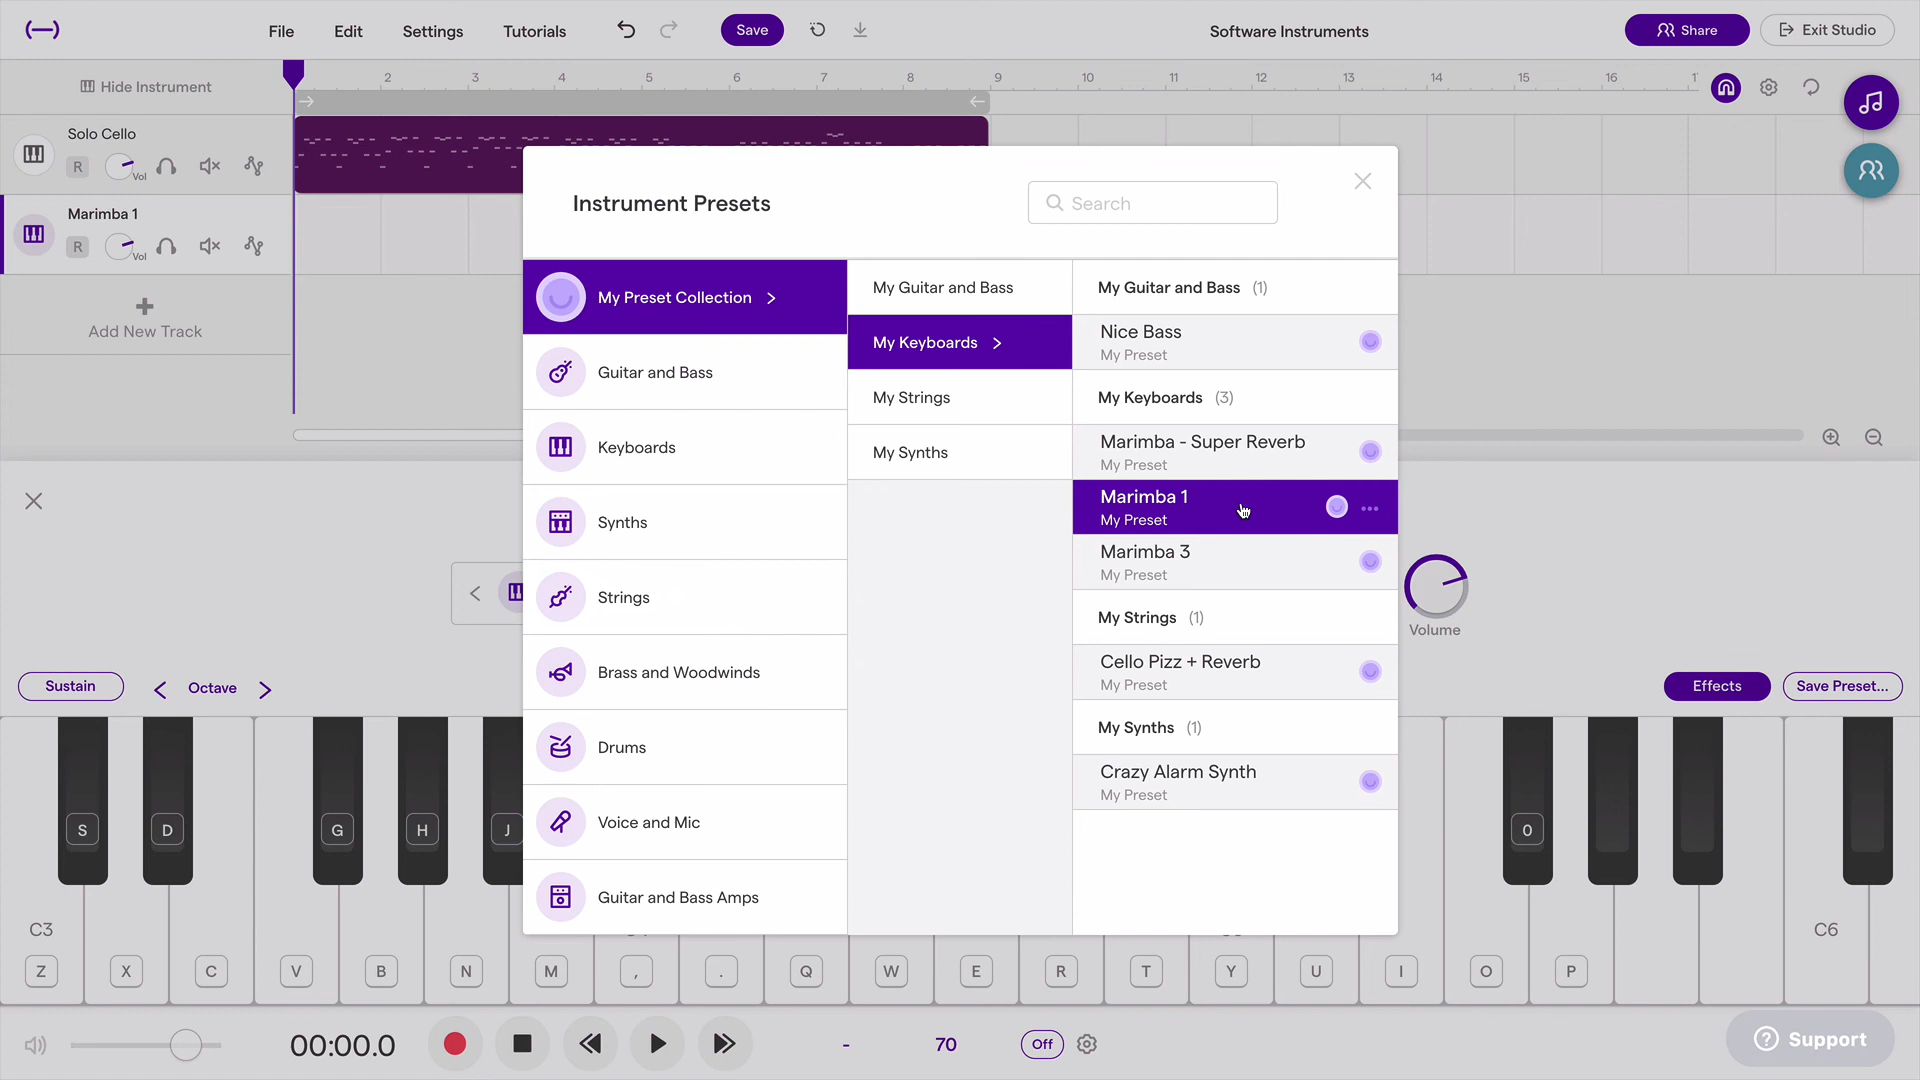 File
Edit
Settings
Tutorials
Save
Software Instruments
Share
Exit Studio
Hide Instrument
2
3
4
5
6
7
8
9
10
11
12
13
14
15
16
Solo Cello
R
Vol
Marimba 1
R
Vol
Add New Track
Instrument Presets
Search
My Preset Collection
Guitar and Bass
Keyboards
Synths
Strings
Brass and Woodwinds
Drums
Voice and Mic
Guitar and Bass Amps
My Guitar and Bass
My Keyboards
My Strings
My Synths
My Guitar and Bass (1)
Nice Bass
My Preset
My Keyboards (3)
Marimba - Super Reverb
My Preset
Marimba 1
My Preset
Marimba 3
My Preset
My Strings (1)
Cello Pizz + Reverb
My Preset
My Synths (1)
Crazy Alarm Synth
My Preset
Volume
Sustain
Octave
Effects
Save Preset...
S
D
G
H
J
0
C3
C6
Z
X
C
V
B
N
M
,
.
Q
W
E
R
T
Y
U
I
O
P
00:00.0
-
70
Off
Support